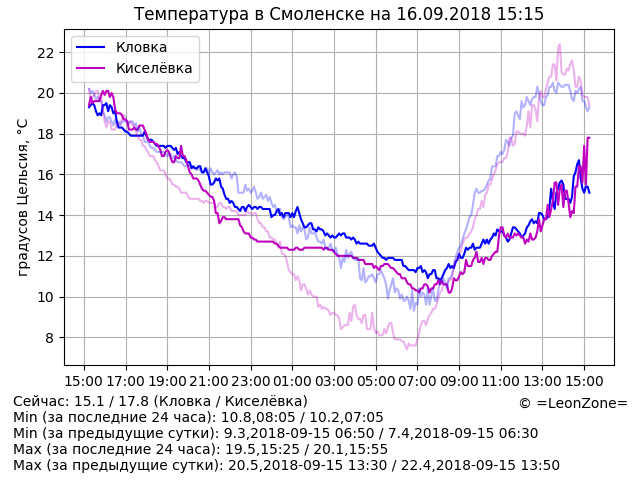 Температура в Смоленске на 16.09.2018 15:15
Кловка
Киселёвка
градусов Цельсия, °C
22
20
18
16
14
12
10
8
15:00 17:00 19:00 21:00 23:00 01:00 03:00 05:00 07:00 09:00 11:00 13:00 15:00
Сейчас: 15.1 / 17.8 (Кловка / Киселёвка)
© =LeonZone=
Min (за последние 24 часа): 10.8,08:05 / 10.2,07:05
Min (за предыдущие сутки): 9.3,2018-09-15 06:50 / 7.4,2018-09-15 06:30
Max (за последние 24 часа): 19.5,15:25 / 20.1,15:55
Max (за предыдущие сутки): 20.5,2018-09-15 13:30 / 22.4,2018-09-15 13:50